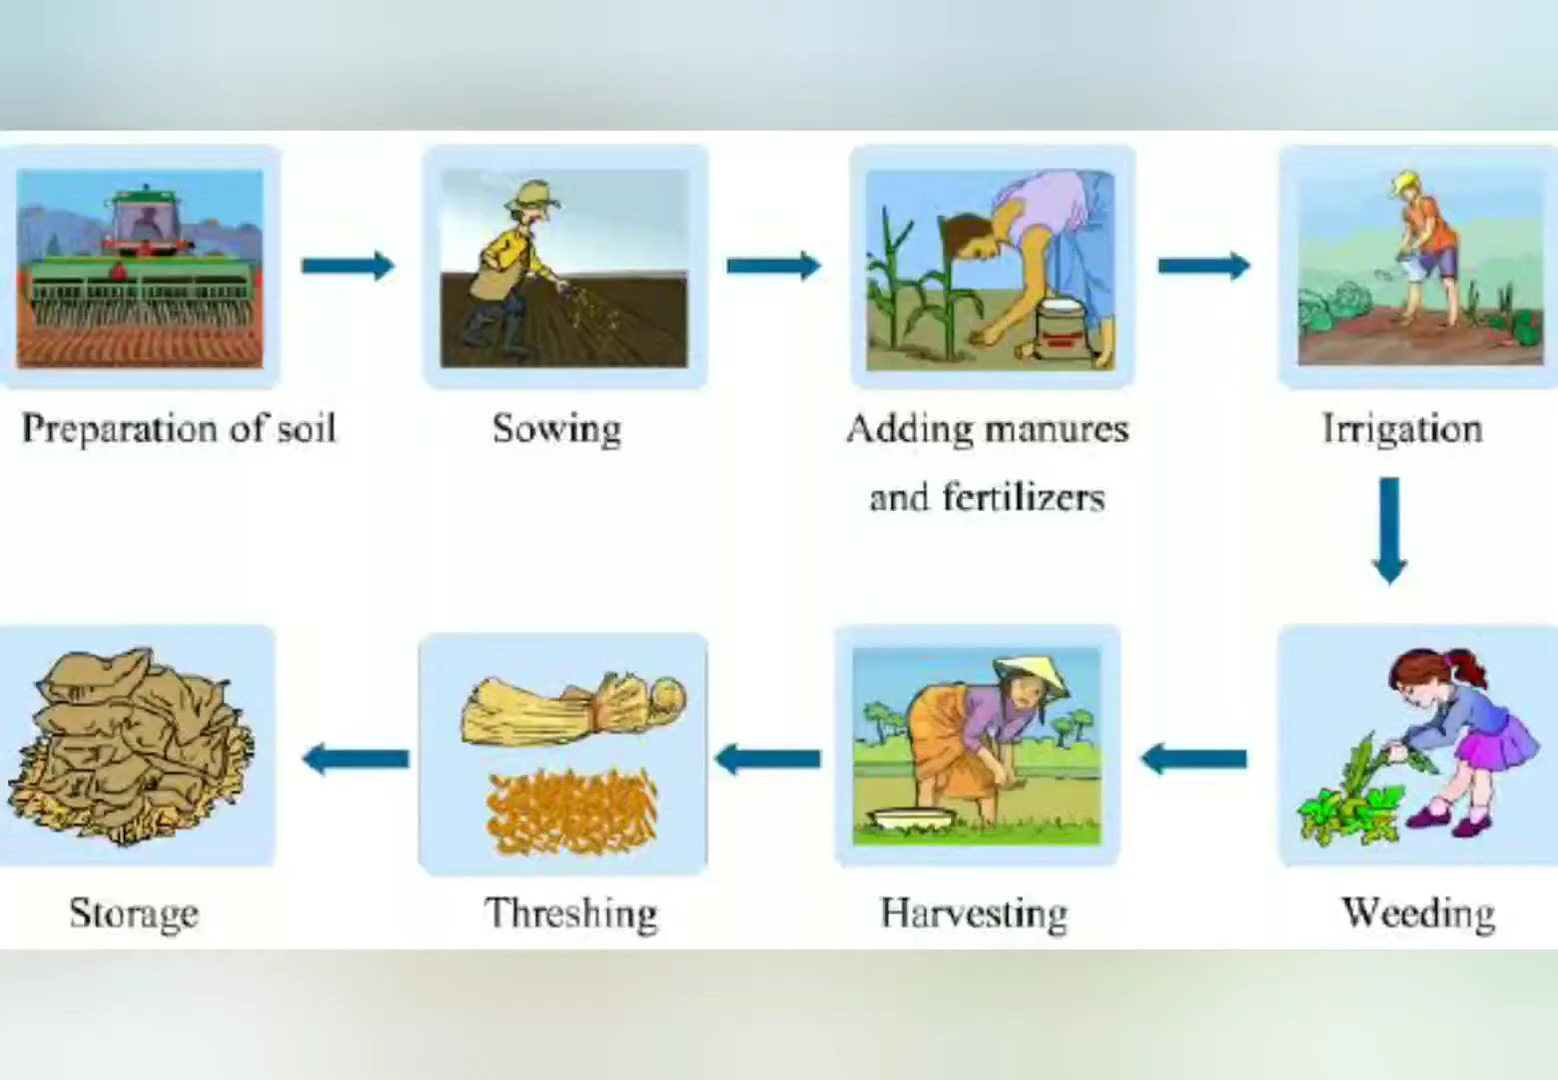 Preparation of soil
Sowing
Adding manures
and fertilizers
Irrigation
Storage
Threshing
Harvesting
Weeding